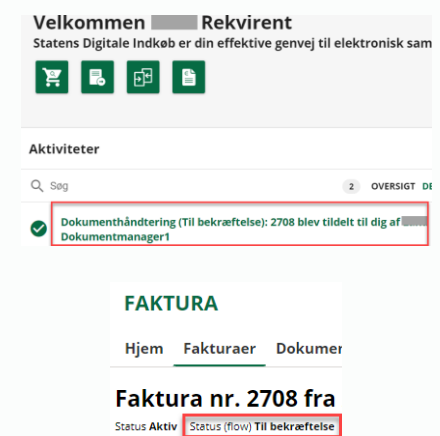 Velkommen Rekvirent
Statens Digitale Indkøb er din effektive genvej til elektronisk sam
Aktiviteter
Søg 2 OVERSIGT DE
Dokumenthåndtering (Til bekræftelse): 2708 blev tildelt til dig af
Dokumentmanager1
FAKTURA
Hjem Fakturaer Dokumen
Faktura nr. 2708 fra
Status Aktiv Status (flow) Til bekræftelse